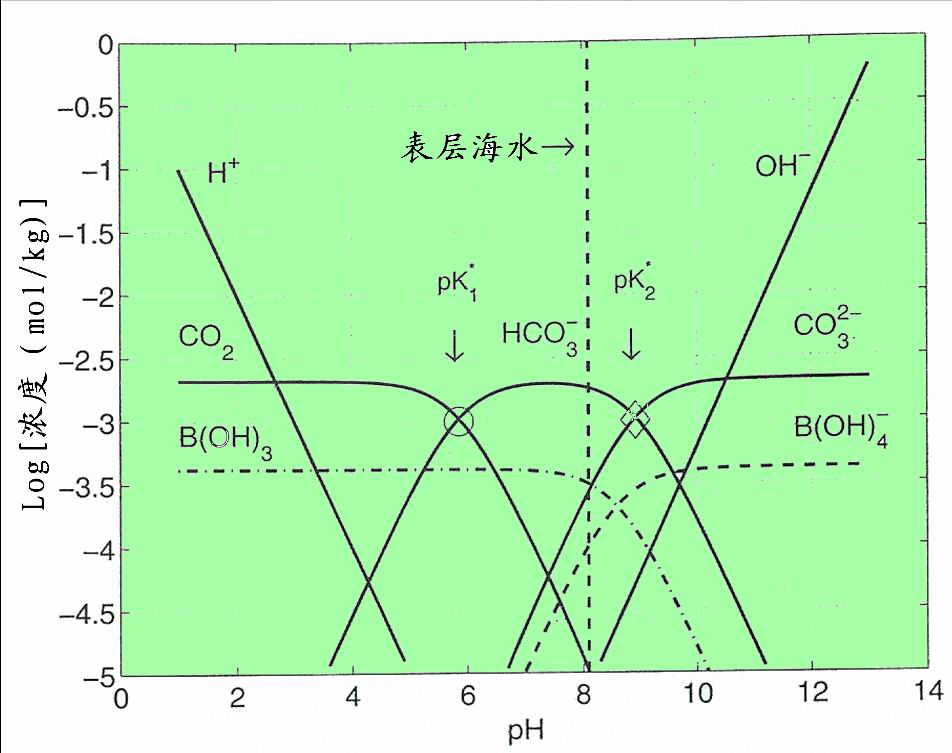 0
−0.5
−1
−1.5
−2
−2.5
−3
−3.5
−4
−4.5
−5
Log[浓度 (mol/kg)]
表层海水→
H⁺
OH⁻
pK₁*
pK₂*
CO₂
HCO₃⁻
CO₃²⁻
B(OH)₃
B(OH)₄⁻
0 2 4 6 8 10 12 14
pH